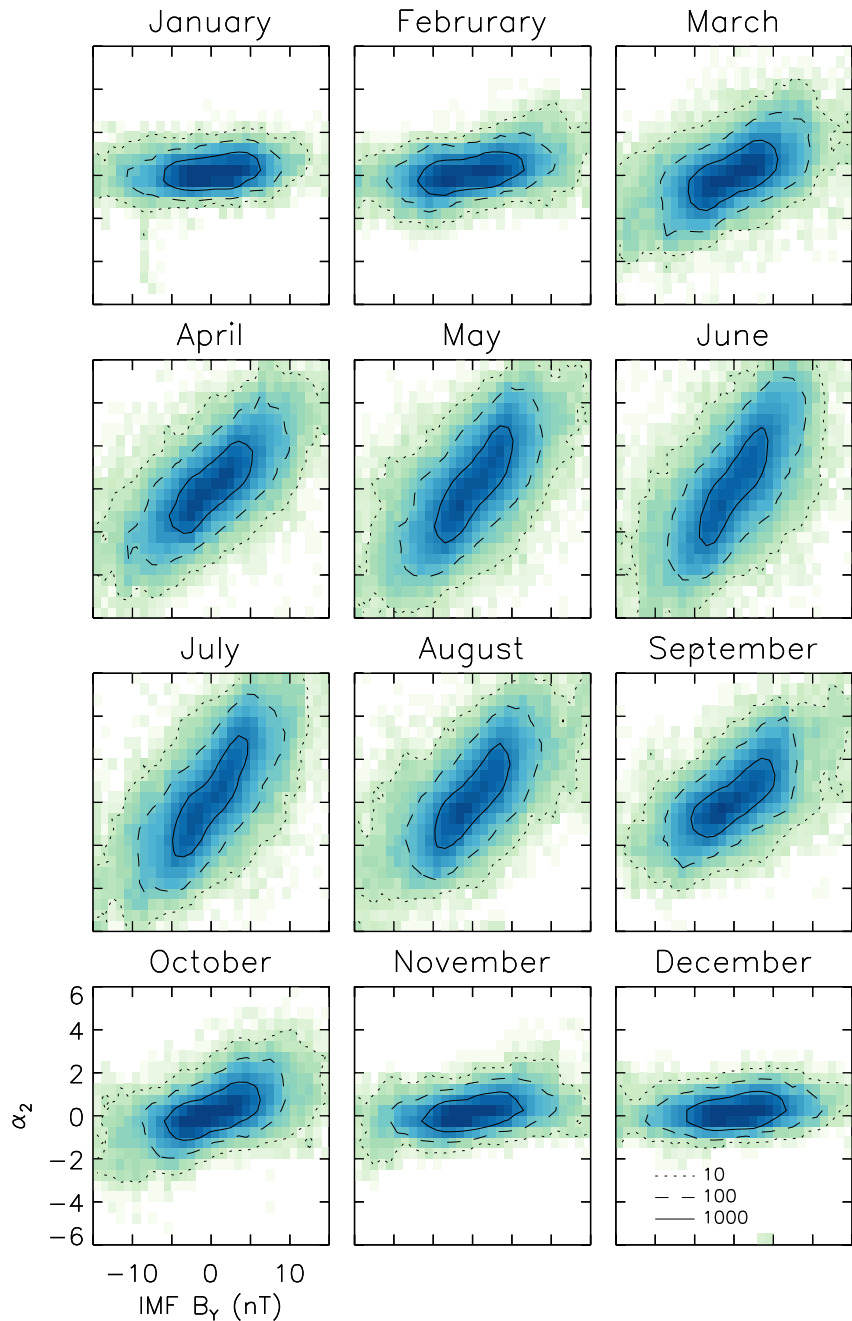 January Februrary March
April May June
July August September
October November December
6
4
2
0
−2
−4
−6
α₂
10
100
1000
−10 0 10
IMF B_Y (nT)